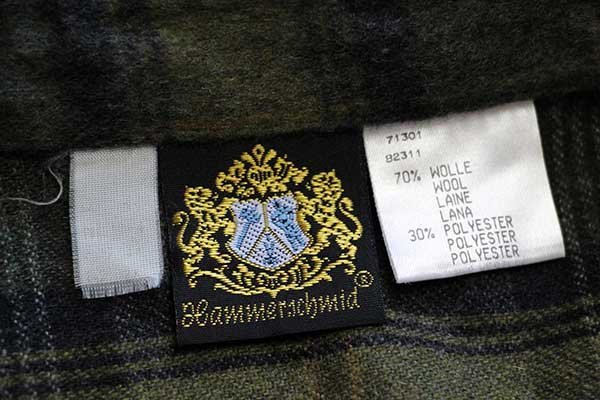 Hammerschmid®
71301
82311
70% WOLLE
WOOL
LAINE
LANA
30% POLYESTER
POLYESTER
POLYESTER